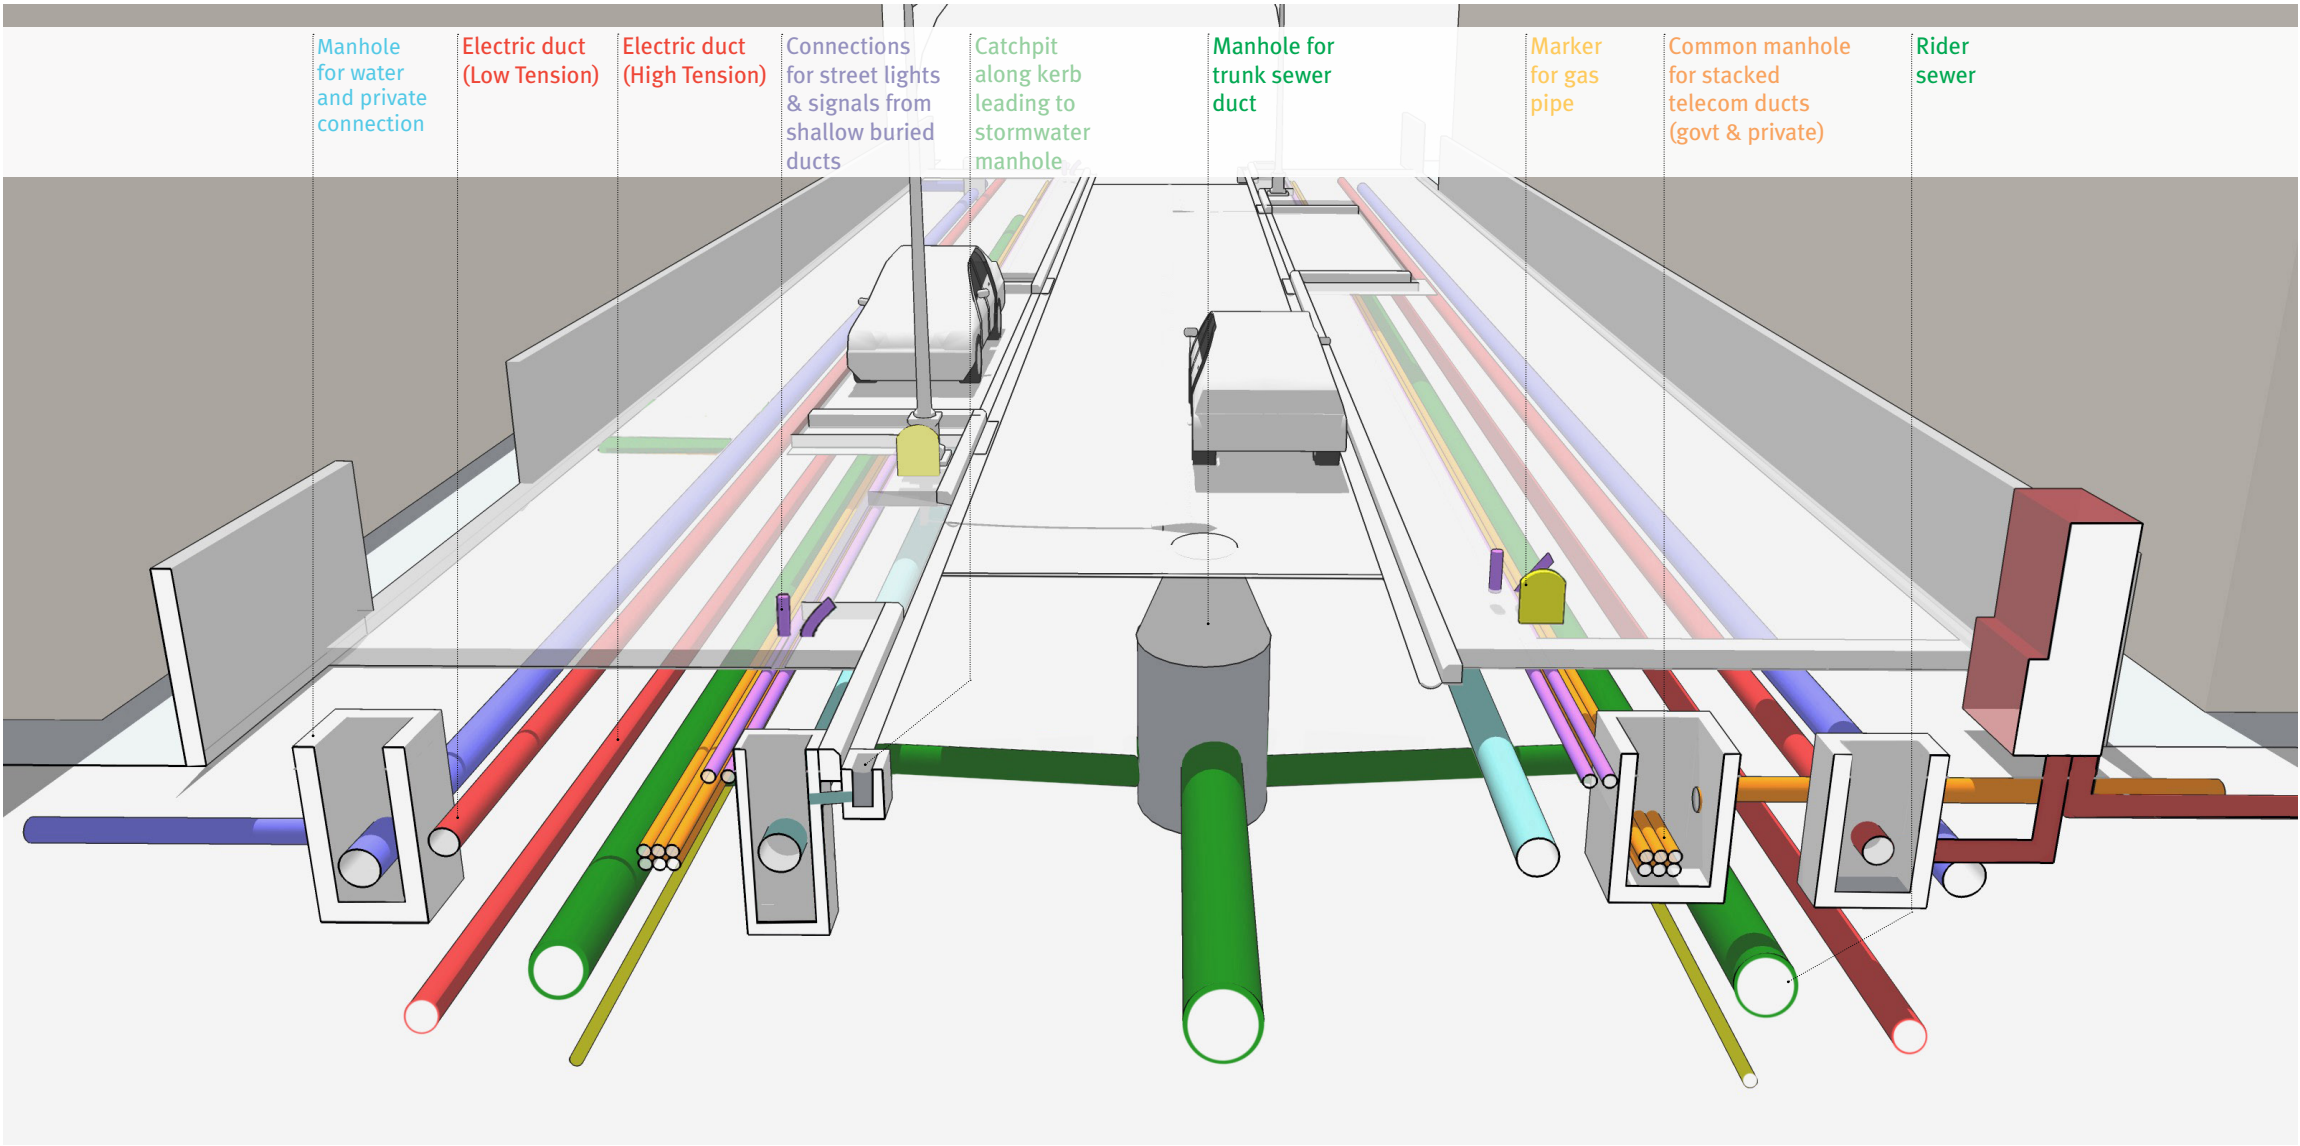 Manhole
for water
and private
connection
Electric duct
(Low Tension)
Electric duct
(High Tension)
Connections
for street lights
& signals from
shallow buried
ducts
Catchpit
along kerb
leading to
stormwater
manhole
Manhole for
trunk sewer
duct
Marker
for gas
pipe
Common manhole
for stacked
telecom ducts
(govt & private)
Rider
sewer